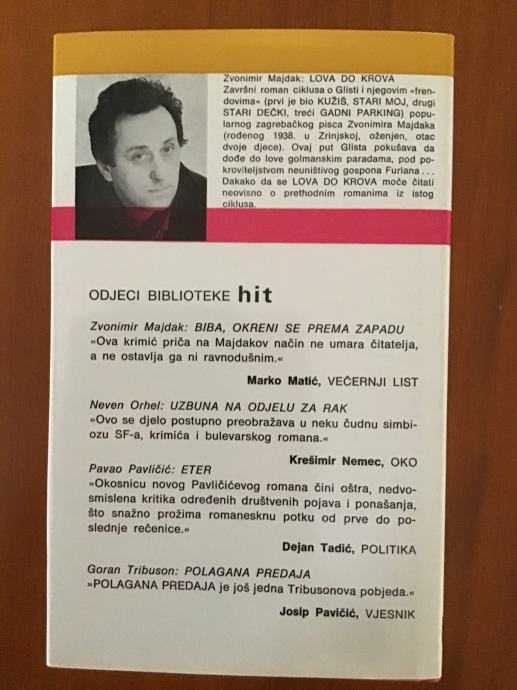 Zvonimir Majdak: LOVA DO KROVA
Završni roman ciklusa o Glisti i njegovim »fren-
dovima« (prvi je bio KUŽIŠ, STARI MOJ, drugi
STARI DEČKI, treći GADNI PARKING) popu-
larnog zagrebačkog pisca Zvonimira Majdaka
(rođenog 1938. u Zrinjskoj, oženjen, otac
dvoje djece). Ovaj put Glista pokušava da
dođe do love golmanskim paradama, pod po-
kroviteljstvom neuništivog gospona Furlana...
Dakako da se LOVA DO KROVA moče čitati
neovisno o prethodnim romanima iz istog
ciklusa.
ODJECI BIBLIOTEKE hit
Zvonimir Majdak: BIBA, OKRENI SE PREMA ZAPADU
»Ova krimić priča na Majdakov način ne umara čitatelja,
a ne ostavlja ga ni ravnodušnim.«
Marko Matić, VEČERNJI LIST
Neven Orhel: UZBUNA NA ODJELU ZA RAK
»Ovo se djelo postupno preobražava u neku čudnu simbi-
ozu SF-a, krimića i bulevarskog romana.«
Krešimir Nemec, OKO
Pavao Pavličić: ETER
»Okosnicu novog Pavličićevog romana čini oštra, nedvo-
smislena kritika određenih društvenih pojava i ponašanja,
što snažno prožima romanesknu potku od prve do po-
slednje rečenice.«
Dejan Tadić, POLITIKA
Goran Tribuson: POLAGANA PREDAJA
»POLAGANA PREDAJA je još jedna Tribusonova pobjeda.«
Josip Pavičić, VJESNIK